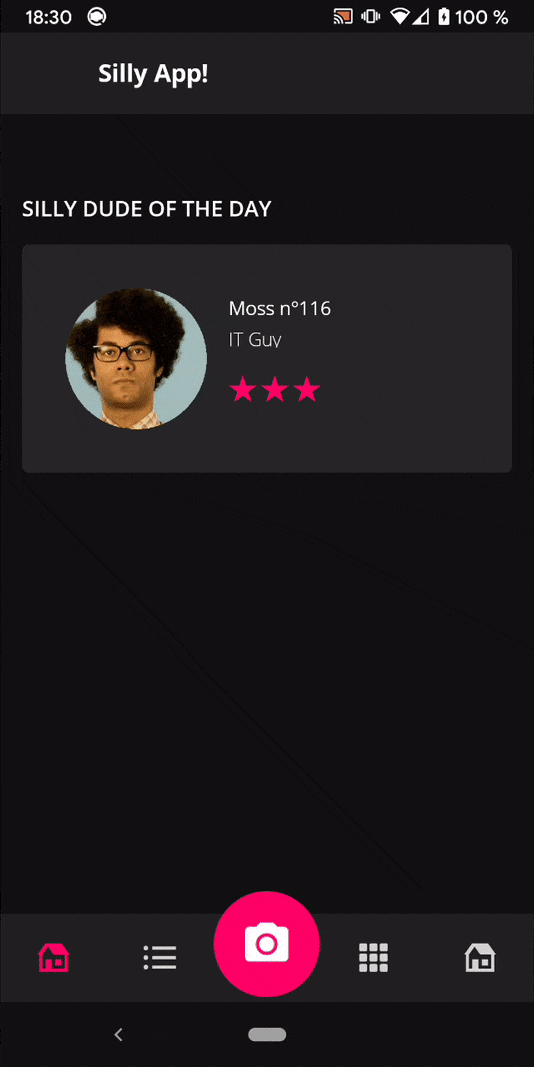 18:30
100 %
Silly App!
SILLY DUDE OF THE DAY
Moss n°116
IT Guy